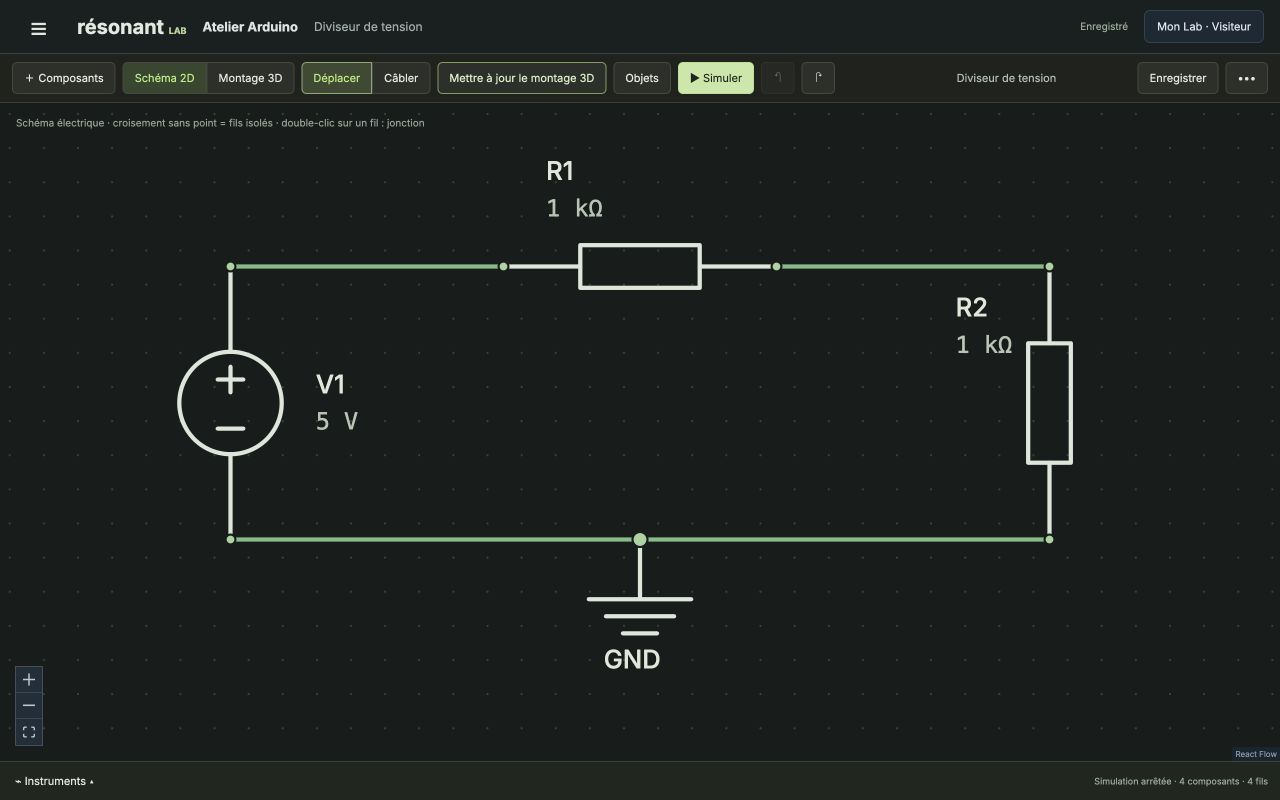 résonant LAB Atelier Arduino Diviseur de tension Enregistré Mon Lab · Visiteur
+ Composants Schéma 2D Montage 3D Déplacer Câbler Mettre à jour le montage 3D Objets ▶ Simuler Diviseur de tension Enregistrer •••
Schéma électrique · croisement sans point = fils isolés · double-clic sur un fil : jonction
R1
1 kΩ
R2
1 kΩ
V1
5 V
GND
React Flow
Instruments
Simulation arrêtée · 4 composants · 4 fils